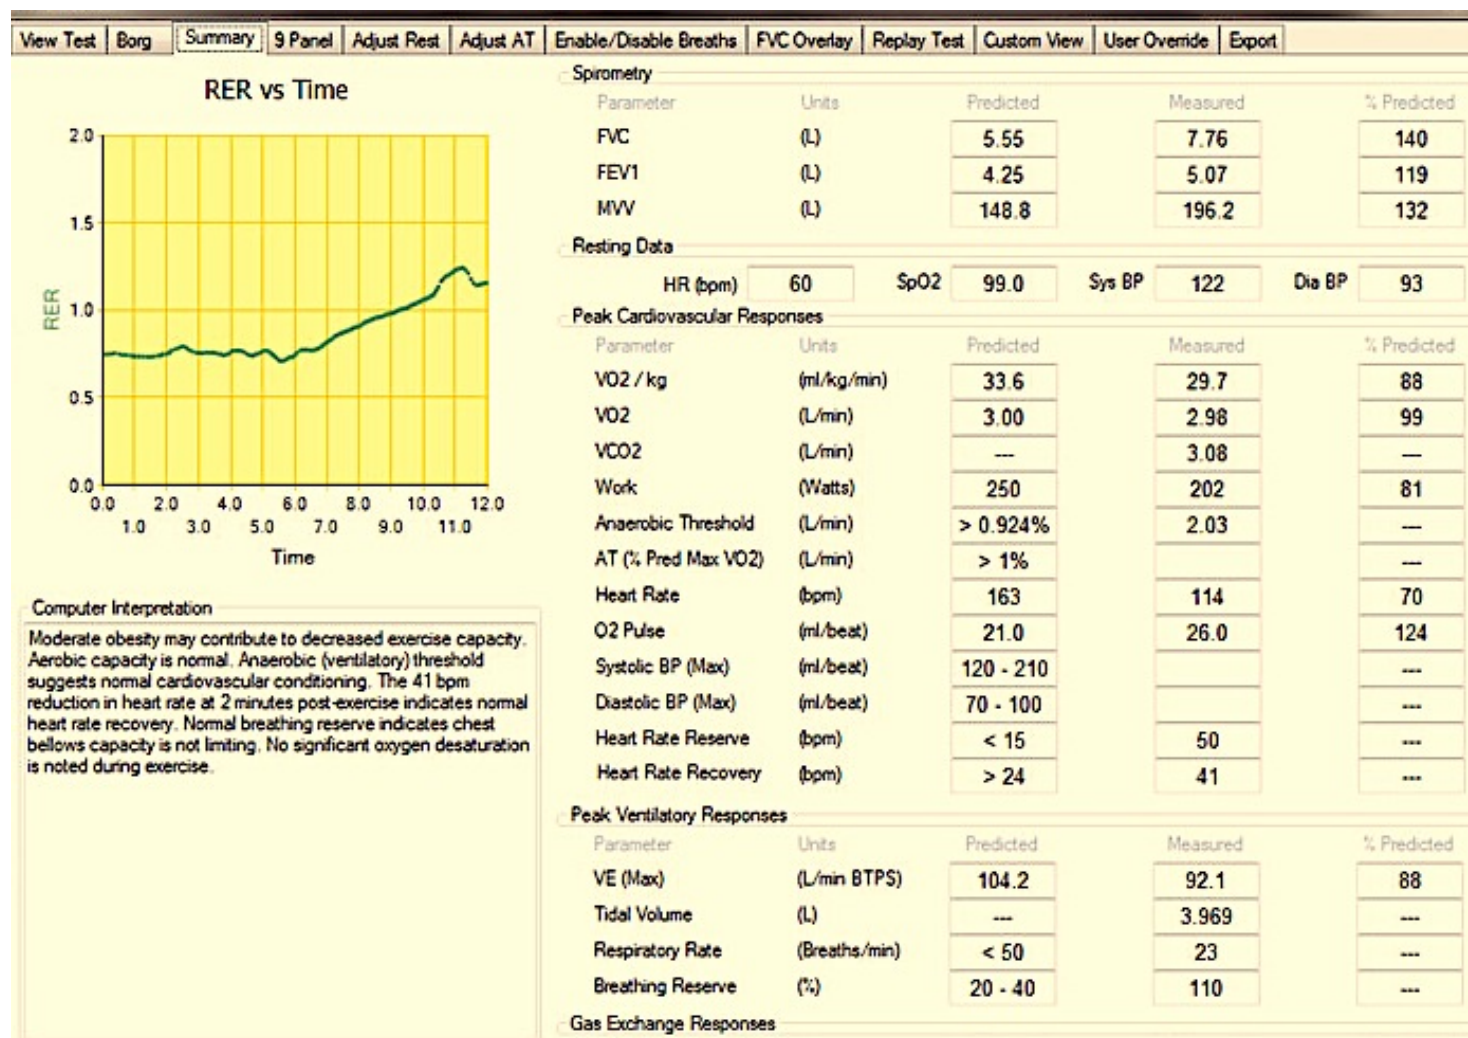 View Test Borg Summary 9 Panel Adjust Rest Adjust AT Enable/Disable Breaths FVC Overlay Replay Test Custom View User Override Export
RER vs Time
2.0
1.5
1.0
0.5
0.0
RER
0.0 2.0 4.0 6.0 8.0 10.0 12.0
1.0 3.0 5.0 7.0 9.0 11.0
Time
Computer Interpretation
Moderate obesity may contribute to decreased exercise capacity.
Aerobic capacity is normal. Anaerobic (ventilatory) threshold
suggests normal cardiovascular conditioning. The 41 bpm
reduction in heart rate at 2 minutes post-exercise indicates normal
heart rate recovery. Normal breathing reserve indicates chest
bellows capacity is not limiting. No significant oxygen desaturation
is noted during exercise.
Spirometry
Parameter Units Predicted Measured % Predicted
FVC (L) 5.55 7.76 140
FEV1 (L) 4.25 5.07 119
MVV (L) 148.8 196.2 132
Resting Data
HR (bpm) 60 SpO2 99.0 Sys BP 122 Dia BP 93
Peak Cardiovascular Responses
Parameter Units Predicted Measured % Predicted
VO2 / kg (ml/kg/min) 33.6 29.7 88
VO2 (L/min) 3.00 2.98 99
VCO2 (L/min) --- 3.08 ---
Work (Watts) 250 202 81
Anaerobic Threshold (L/min) > 0.924% 2.03 ---
AT (% Pred Max VO2) (L/min) > 1% ---
Heart Rate (bpm) 163 114 70
O2 Pulse (ml/beat) 21.0 26.0 124
Systolic BP (Max) (ml/beat) 120 - 210 ---
Diastolic BP (Max) (ml/beat) 70 - 100 ---
Heart Rate Reserve (bpm) < 15 50 ---
Heart Rate Recovery (bpm) > 24 41 ---
Peak Ventilatory Responses
Parameter Units Predicted Measured % Predicted
VE (Max) (L/min BTPS) 104.2 92.1 88
Tidal Volume (L) --- 3.969 ---
Respiratory Rate (Breaths/min) < 50 23 ---
Breathing Reserve (%) 20 - 40 110 ---
Gas Exchange Responses